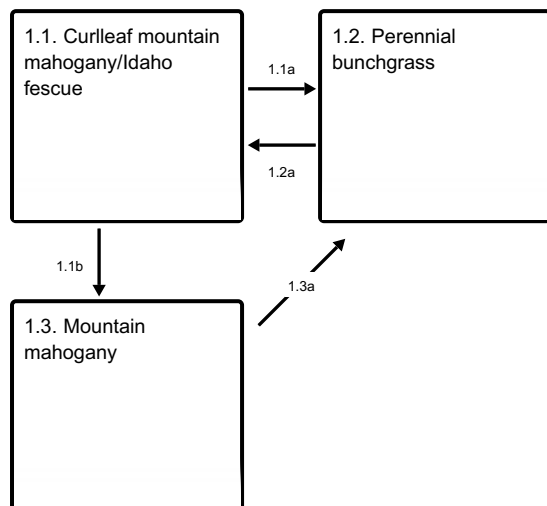 1.1. Curlleaf mountain
mahogany/Idaho
fescue
1.2. Perennial
bunchgrass
1.1a
1.2a
1.1b
1.3a
1.3. Mountain
mahogany